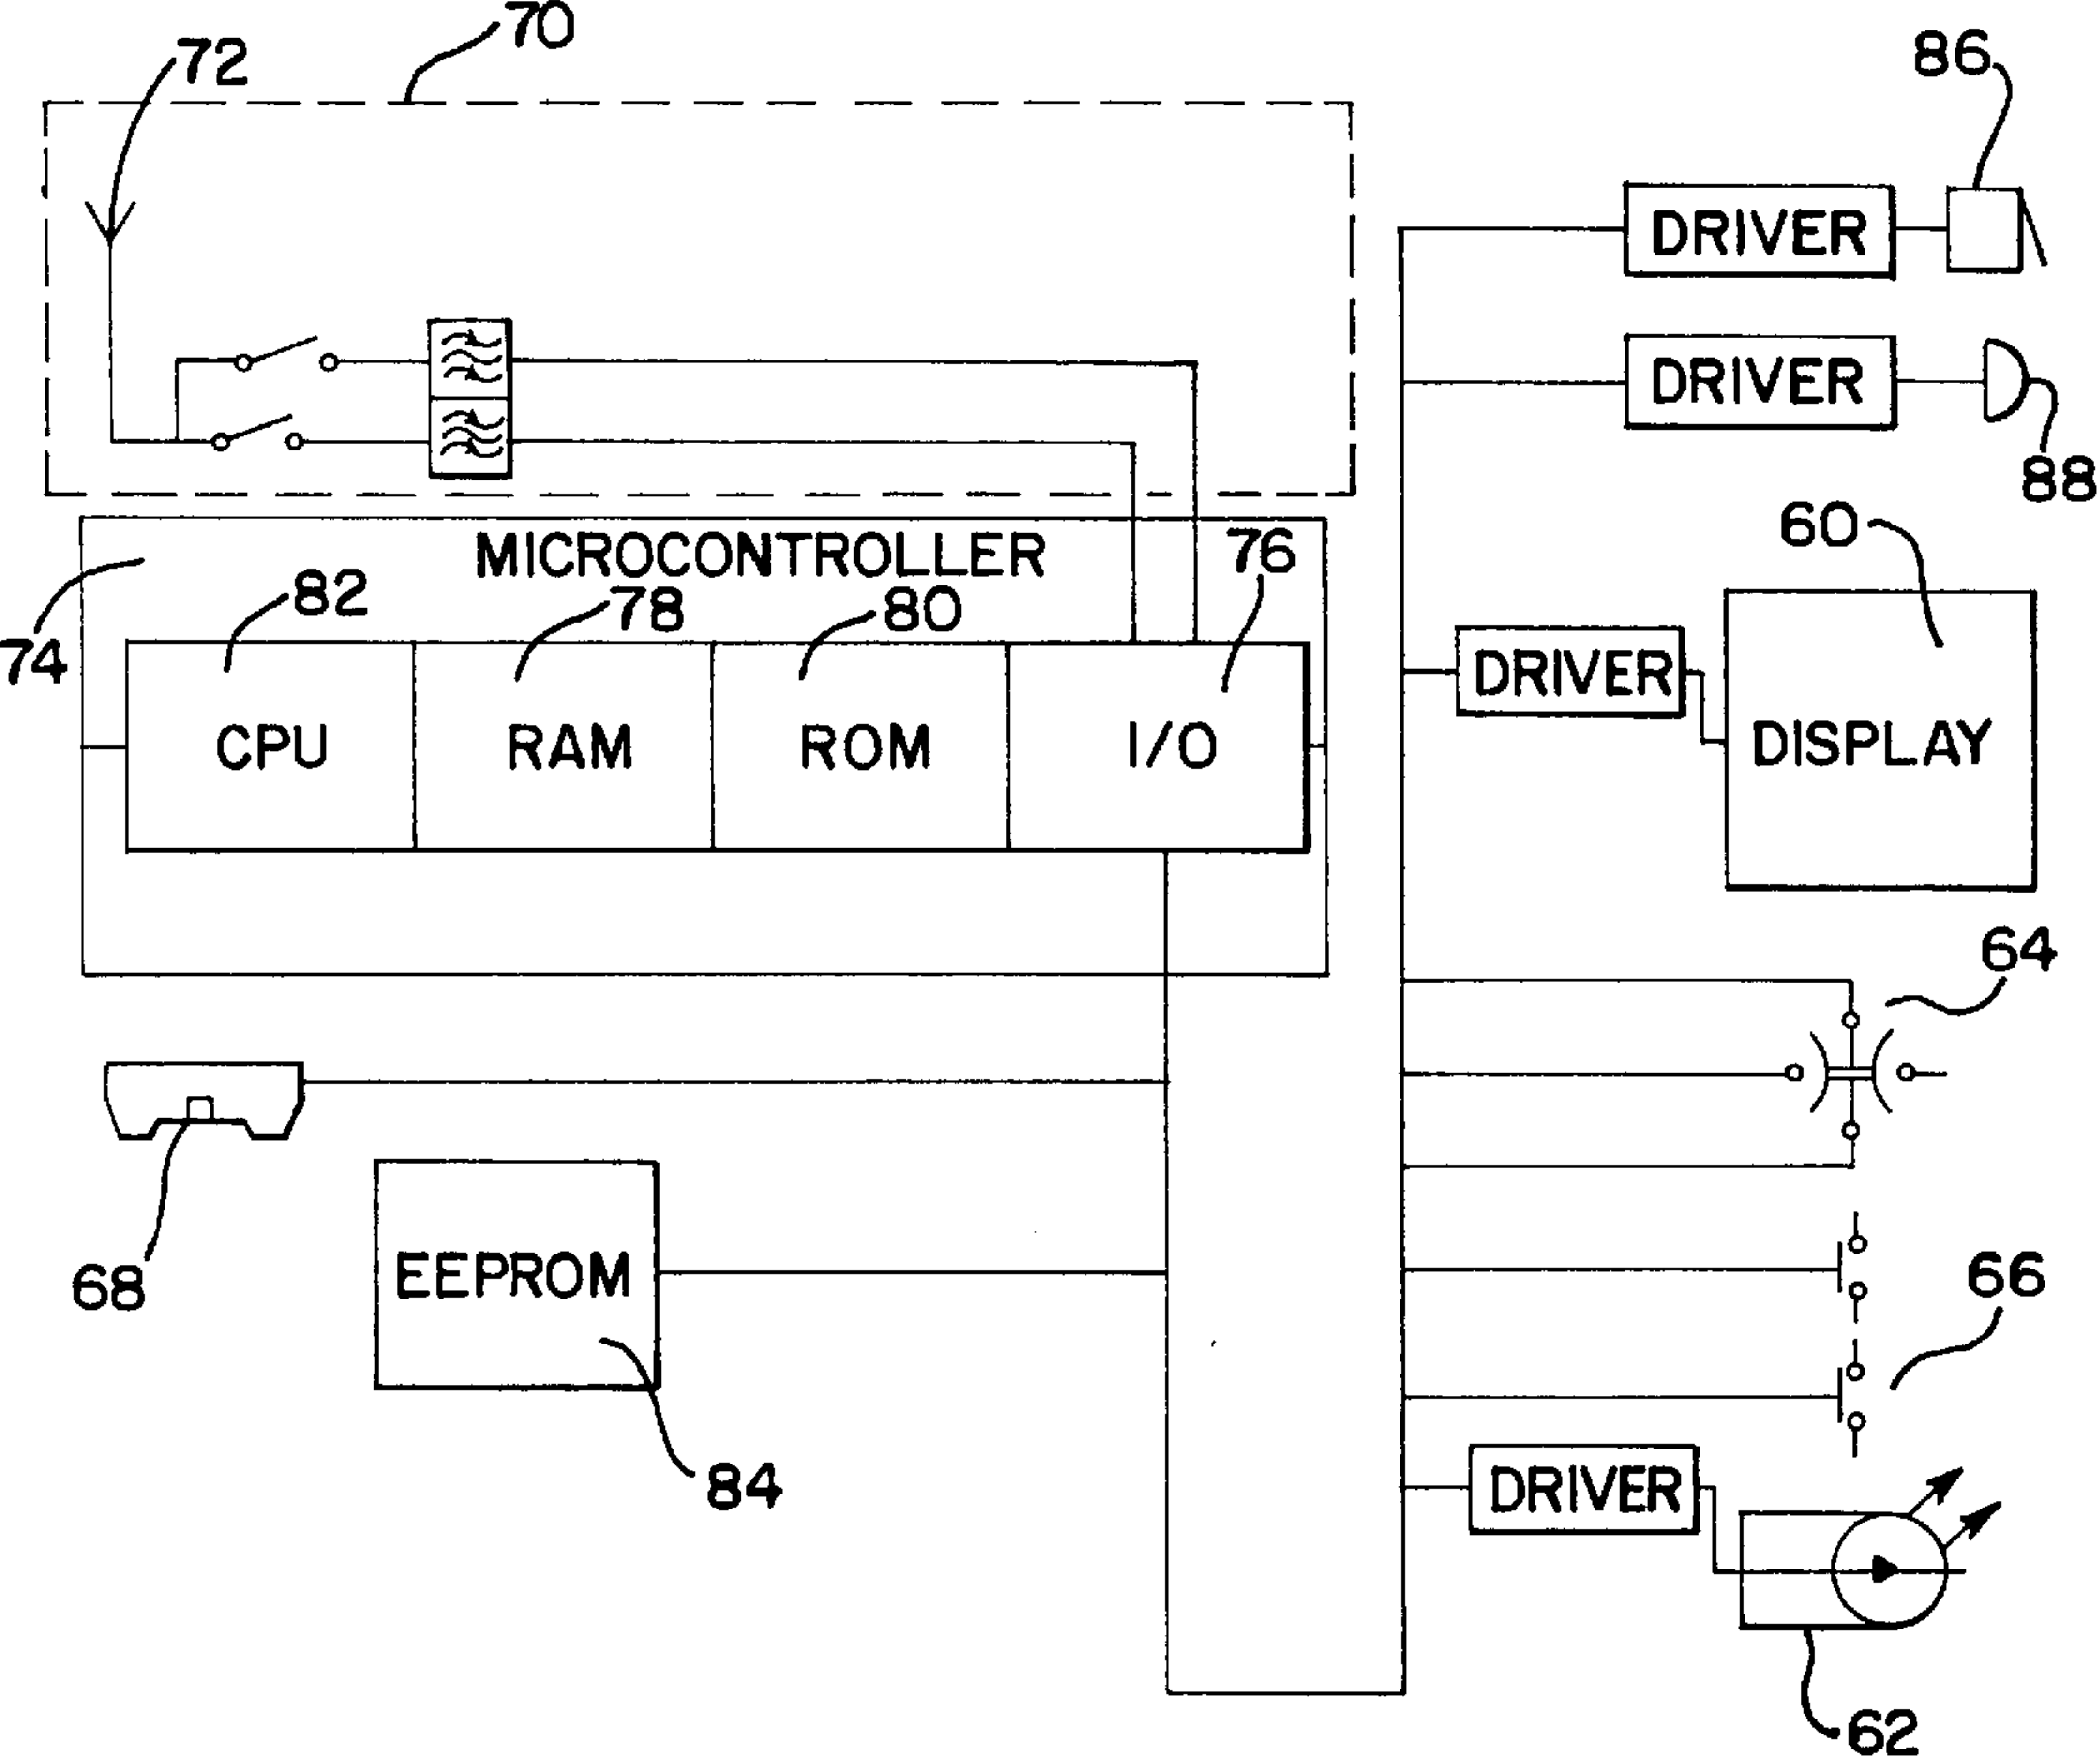 70
72
86
DRIVER
DRIVER
88
60
MICROCONTROLLER
76
82
78
80
74
CPU
RAM
ROM
I/O
DRIVER
DISPLAY
64
68
EEPROM
66
84
DRIVER
62